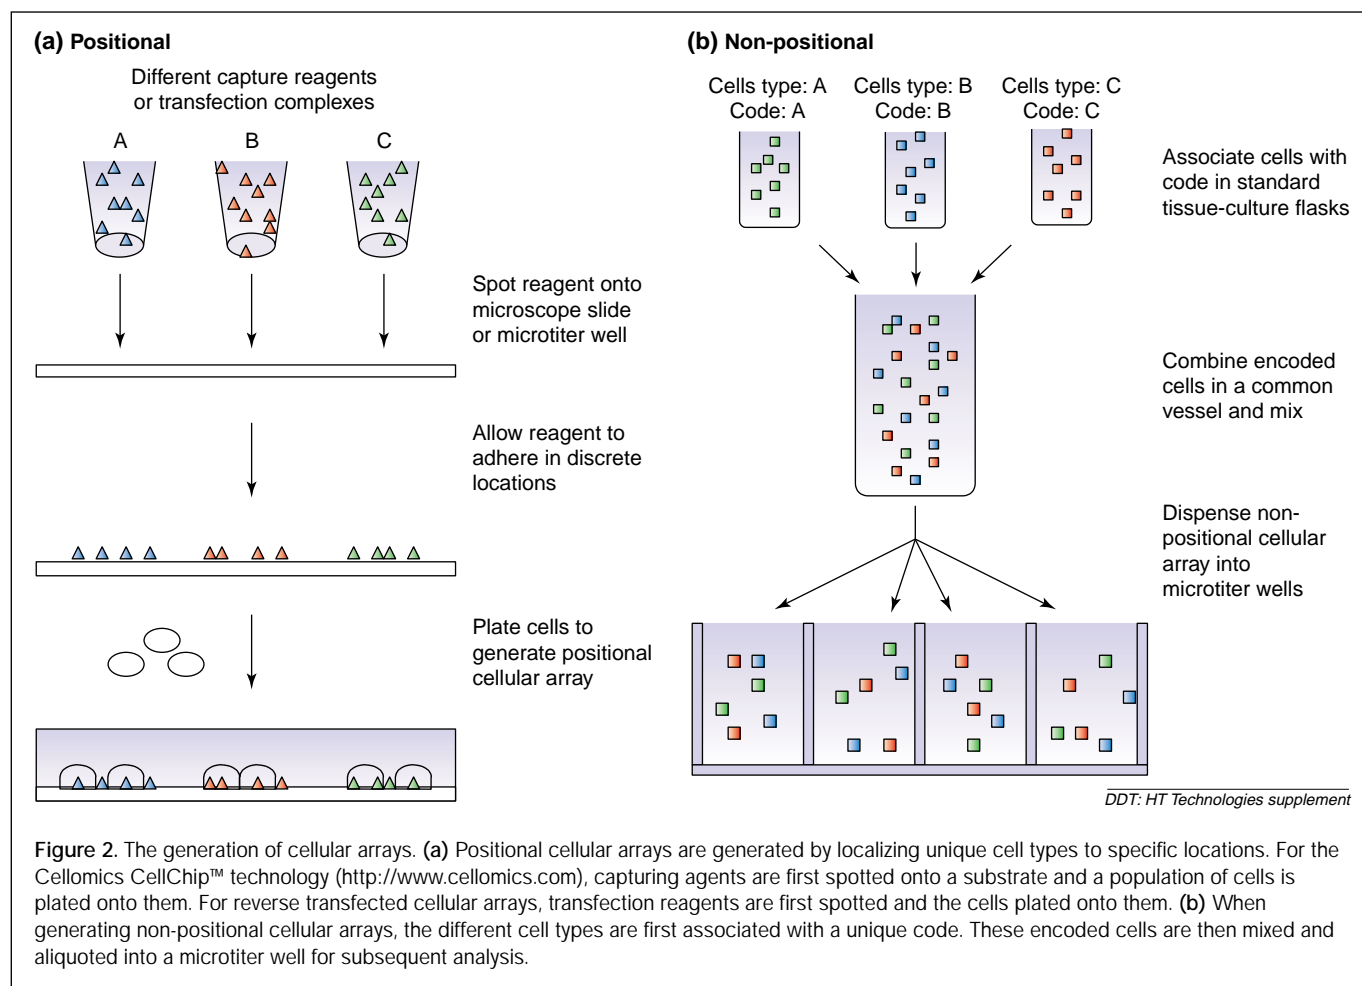 (a) Positional
Different capture reagents
or transfection complexes
A B C
Spot reagent onto
microscope slide
or microtiter well
Allow reagent to
adhere in discrete
locations
Plate cells to
generate positional
cellular array
(b) Non-positional
Cells type: A
Code: A
Cells type: B
Code: B
Cells type: C
Code: C
Associate cells with
code in standard
tissue-culture flasks
Combine encoded
cells in a common
vessel and mix
Dispense non-
positional cellular
array into
microtiter wells
DDT: HT Technologies supplement
Figure 2. The generation of cellular arrays. (a) Positional cellular arrays are generated by localizing unique cell types to specific locations. For the
Cellomics CellChip™ technology (http://www.cellomics.com), capturing agents are first spotted onto a substrate and a population of cells is
plated onto them. For reverse transfected cellular arrays, transfection reagents are first spotted and the cells plated onto them. (b) When
generating non-positional cellular arrays, the different cell types are first associated with a unique code. These encoded cells are then mixed and
aliquoted into a microtiter well for subsequent analysis.